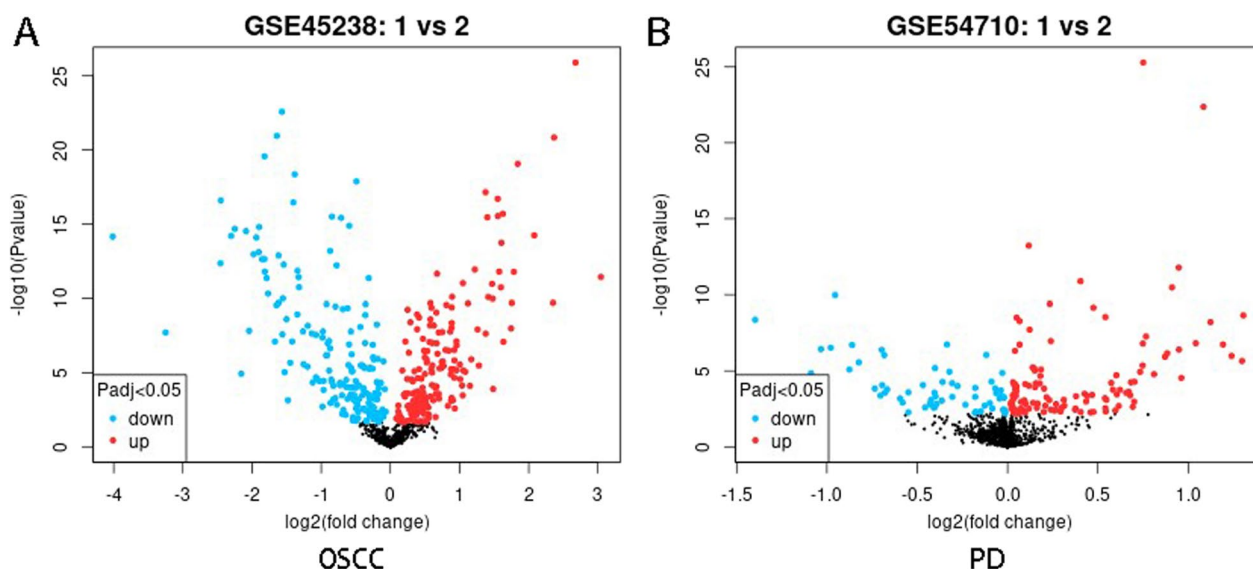 A
GSE45238: 1 vs 2
-log10(Pvalue)
25
20
15
10
5
0
Padj<0.05
down
up
-4 -3 -2 -1 0 1 2 3
log2(fold change)
OSCC
B
GSE54710: 1 vs 2
-log10(Pvalue)
25
20
15
10
5
0
Padj<0.05
down
up
-1.5 -1.0 -0.5 0.0 0.5 1.0
log2(fold change)
PD